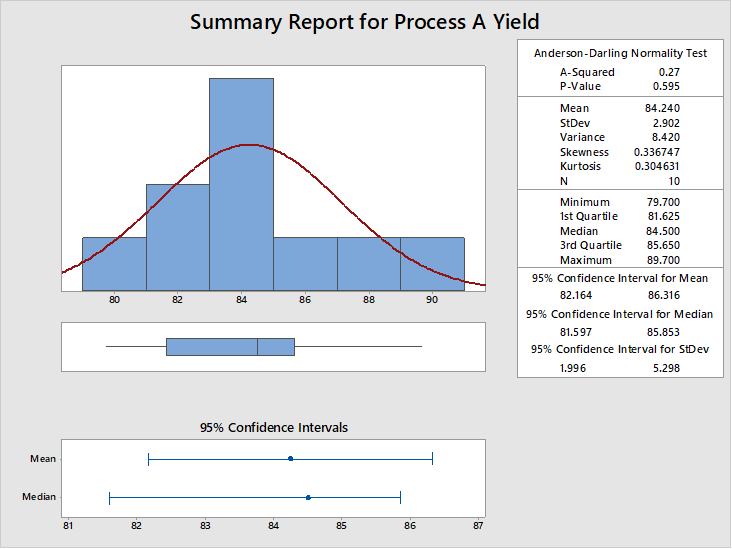 Summary Report for Process A Yield
80 82 84 86 88 90
95% Confidence Intervals
Mean
Median
81 82 83 84 85 86 87
Anderson-Darling Normality Test
A-Squared 0.27
P-Value 0.595
Mean 84.240
StDev 2.902
Variance 8.420
Skewness 0.336747
Kurtosis 0.304631
N 10
Minimum 79.700
1st Quartile 81.625
Median 84.500
3rd Quartile 85.650
Maximum 89.700
95% Confidence Interval for Mean
82.164 86.316
95% Confidence Interval for Median
81.597 85.853
95% Confidence Interval for StDev
1.996 5.298